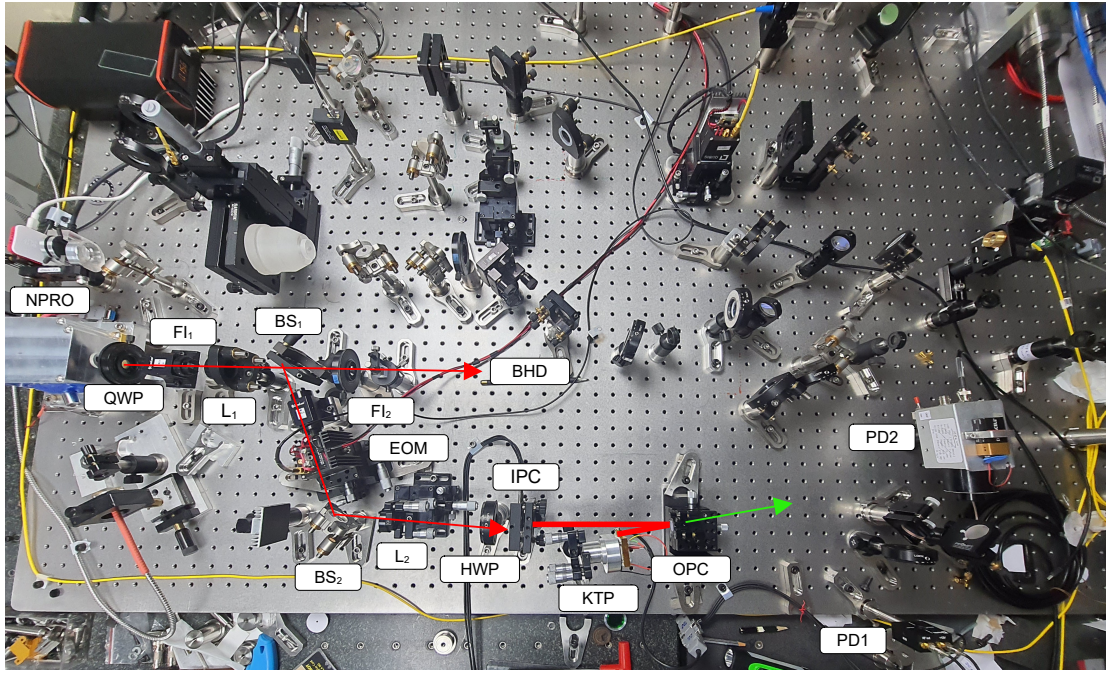 NPRO
FI₁
BS₁
QWP
L₁
FI₂
BHD
EOM
PD2
IPC
BS₂
L₂
HWP
OPC
KTP
PD1